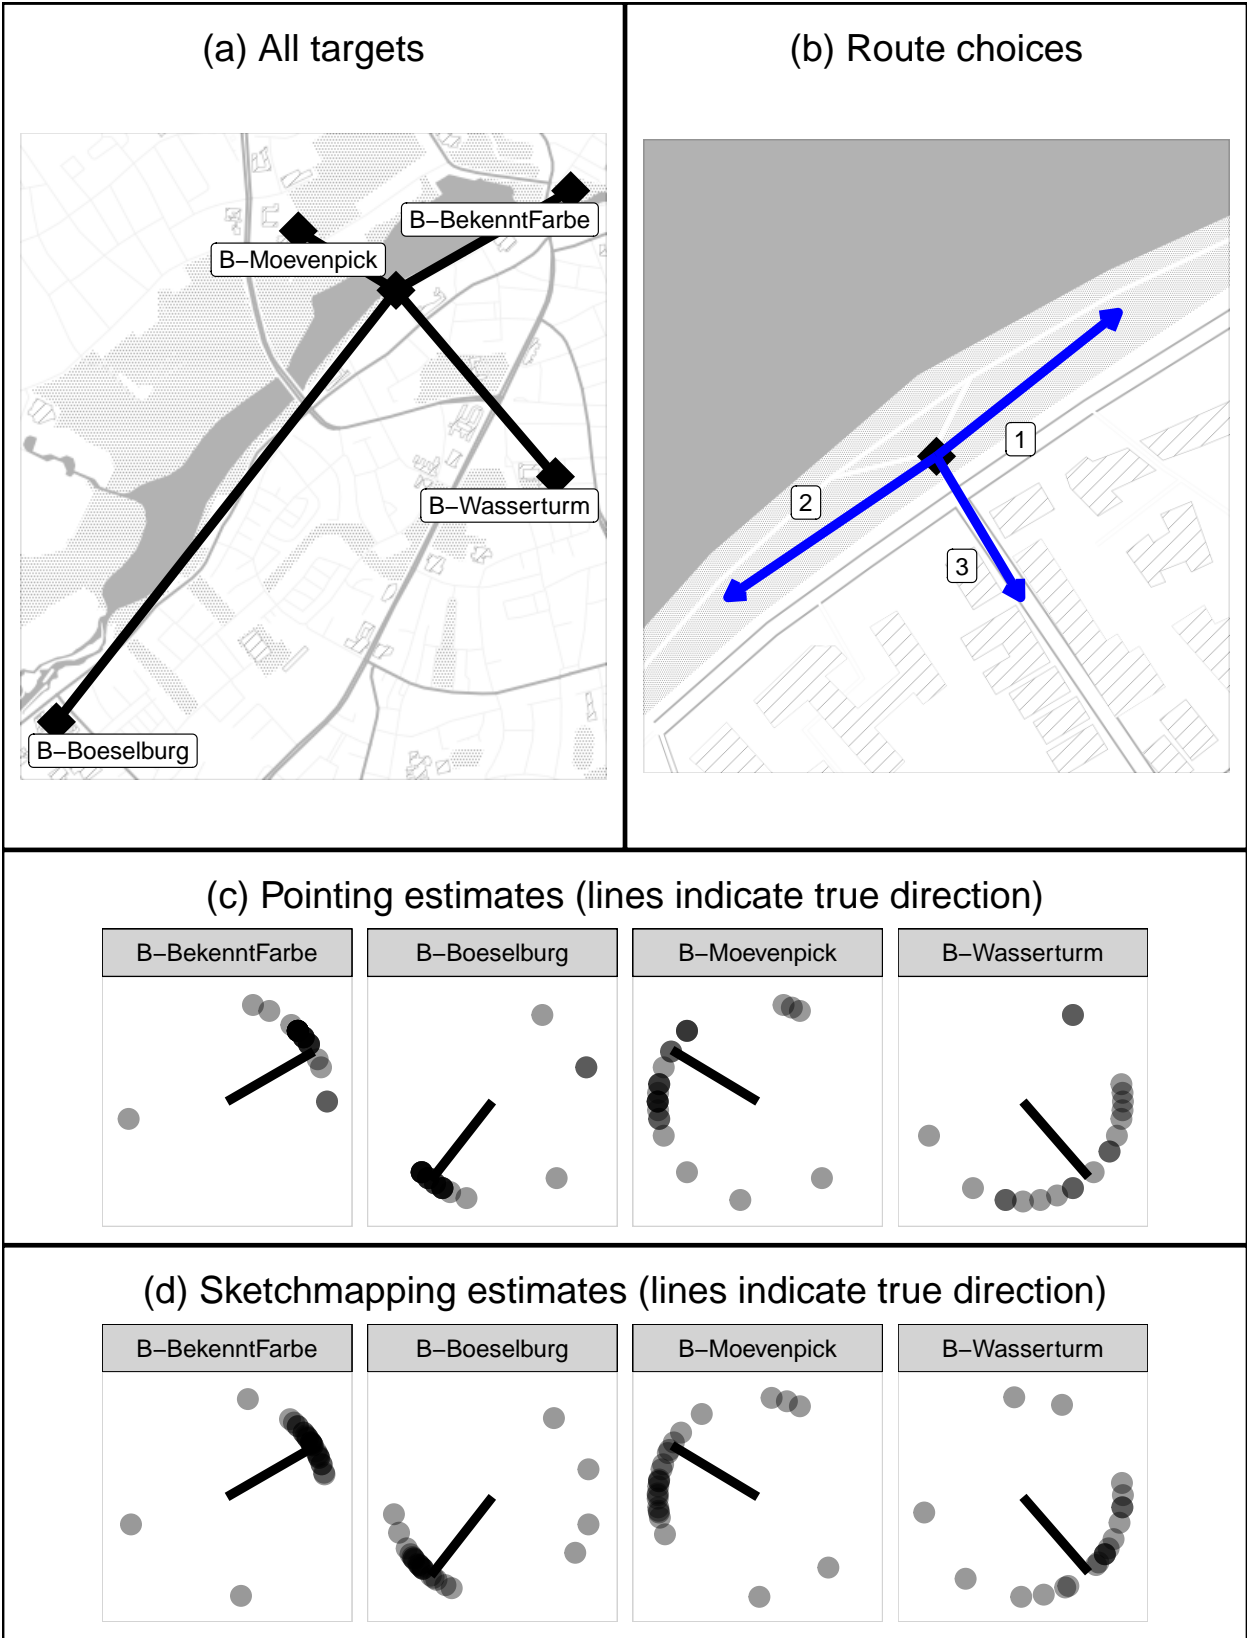 (a) All targets
(b) Route choices
B−BekenntFarbe
B−Moevenpick
B−Wasserturm
B−Boeselburg
1
2
3
(c) Pointing estimates (lines indicate true direction)
B−BekenntFarbe
B−Boeselburg
B−Moevenpick
B−Wasserturm
(d) Sketchmapping estimates (lines indicate true direction)
B−BekenntFarbe
B−Boeselburg
B−Moevenpick
B−Wasserturm